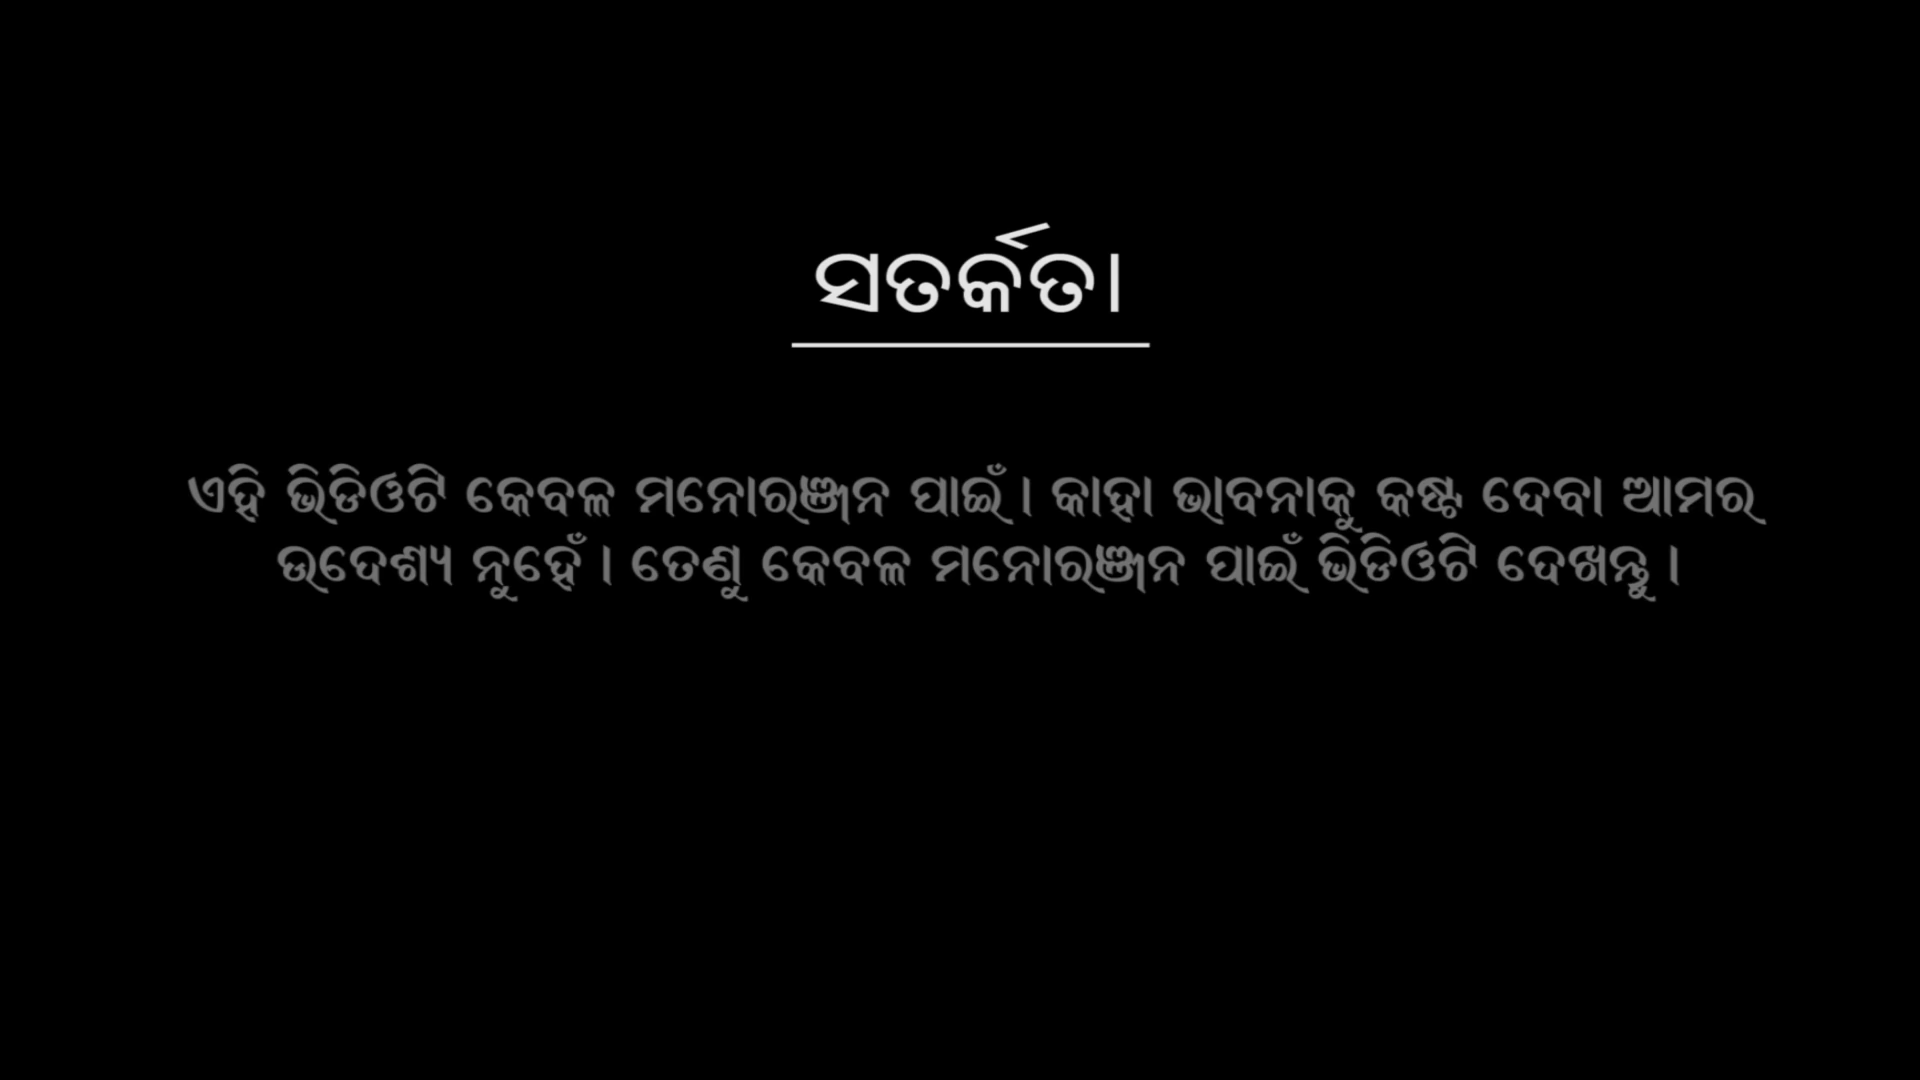 ସତର୍କତା
ଏହି ଭିଡିଓଟି କେବଳ ମନୋରଞ୍ଜନ ପାଇଁ । କାହା ଭାବନାକୁ କଷ୍ଟ ଦେବା ଆମର
ଉଦେଶ୍ୟ ନୁହେଁ । ତେଣୁ କେବଳ ମନୋରଞ୍ଜନ ପାଇଁ ଭିଡିଓଟି ଦେଖନ୍ତୁ ।